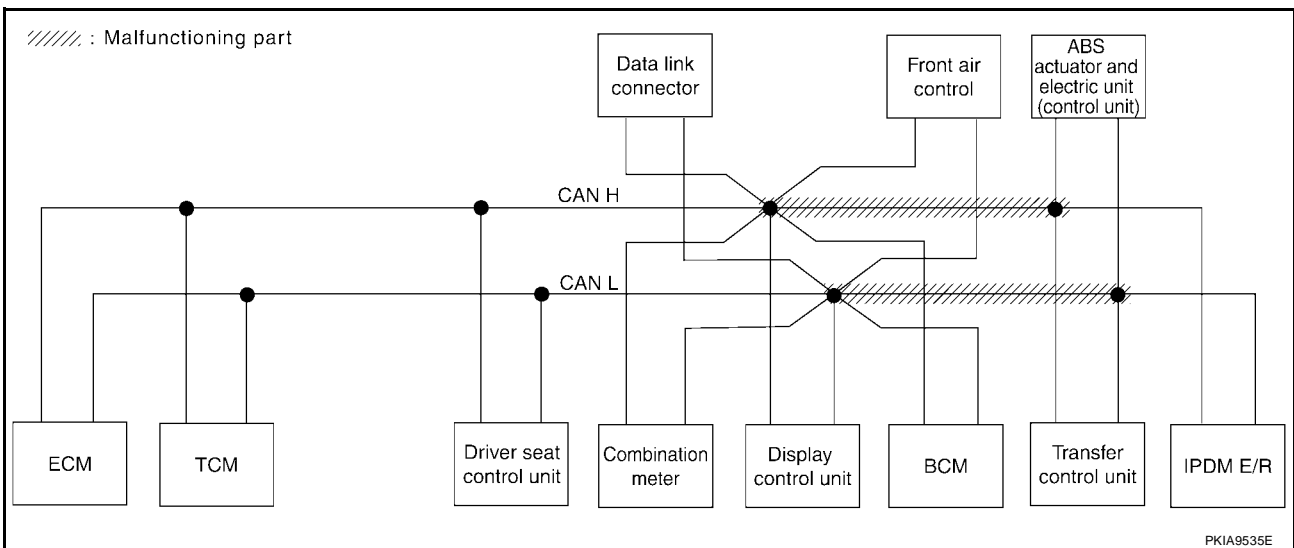 : Malfunctioning part
Data link
connector
Front air
control
ABS
actuator and
electric unit
(control unit)
CAN H
CAN L
ECM
TCM
Driver seat
control unit
Combination
meter
Display
control unit
BCM
Transfer
control unit
IPDM E/R
PKIA9535E